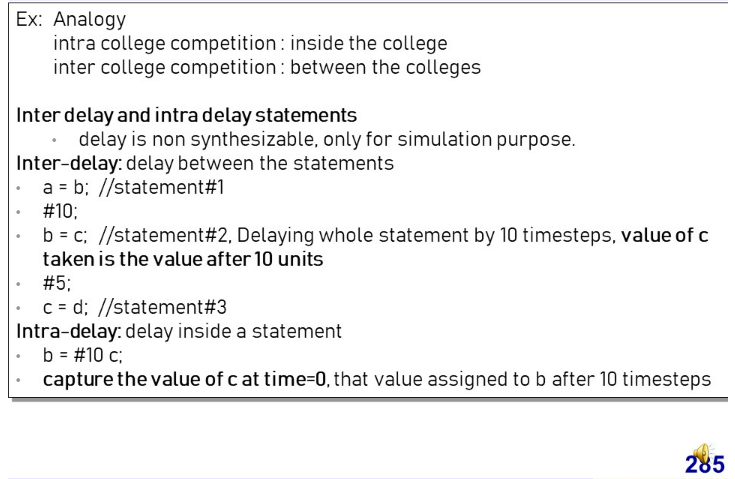 Ex: Analogy
intra college competition : inside the college
inter college competition : between the colleges
Inter delay and intra delay statements
• delay is non synthesizable, only for simulation purpose.
Inter-delay: delay between the statements
• a = b; //statement#1
• #10;
• b = c; //statement#2, Delaying whole statement by 10 timesteps, value of c
taken is the value after 10 units
• #5;
• c = d; //statement#3
Intra-delay: delay inside a statement
• b = #10 c;
• capture the value of c at time=0, that value assigned to b after 10 timesteps
285